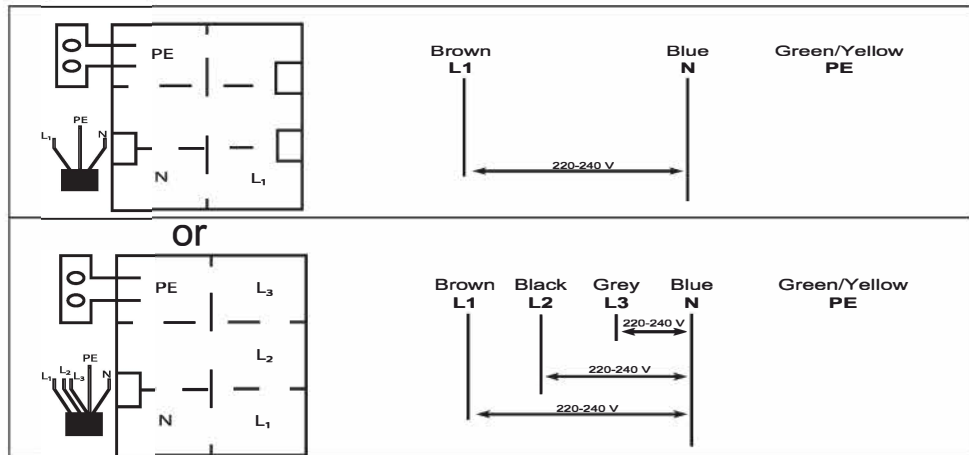 PE
L₁ PE N
N L₁
Brown Blue Green/Yellow
L1 N PE
220-240 V
or
PE L₃
L₂
L₁ L₂ L₃ PE N
N L₁
Brown Black Grey Blue Green/Yellow
L1 L2 L3 N PE
220-240 V
220-240 V
220-240 V